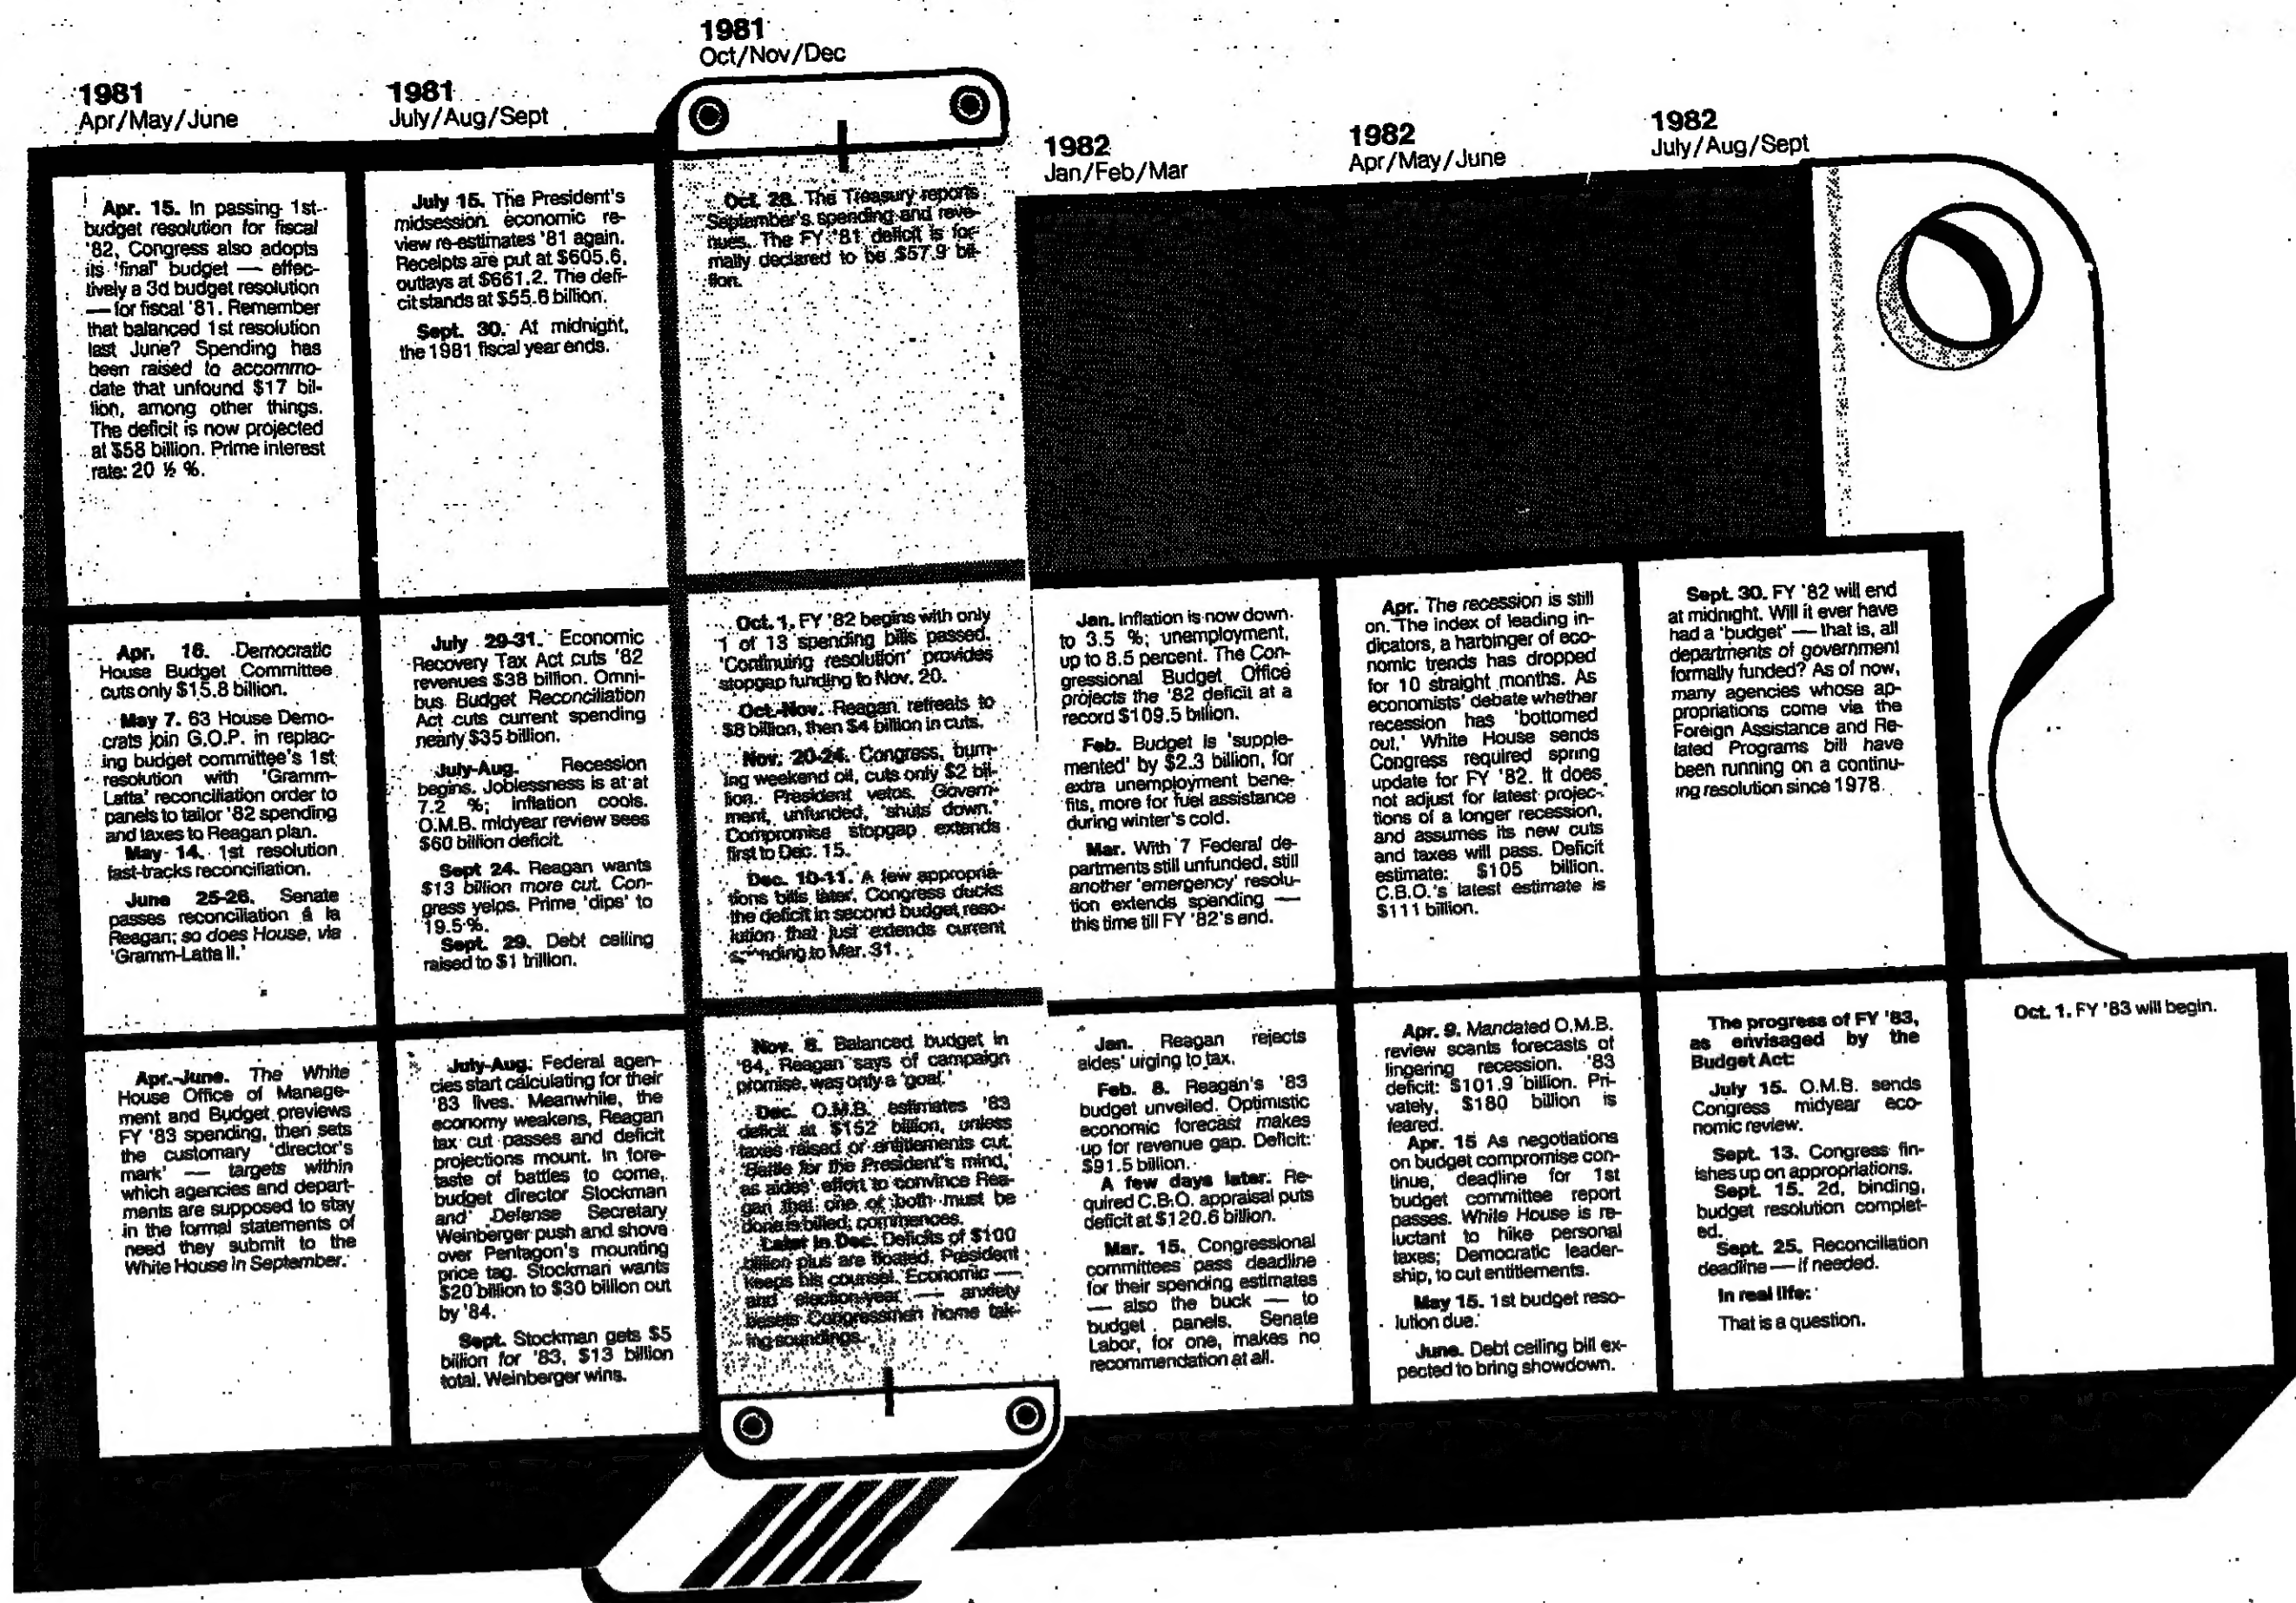 1981
Apr/May/June
1981
July/Aug/Sept
1981
Oct/Nov/Dec
1982
Jan/Feb/Mar
1982
Apr/May/June
1982
July/Aug/Sept
Apr. 15. In passing 1st
budget resolution for fiscal
'82, Congress also adopts
its 'final' budget — effec-
tively a 3d budget resolution
— for fiscal '81. Remember
that balanced 1st resolution
last June? Spending has
been raised to accommo-
date that unfound $17 bil-
lion, among other things.
The deficit is now projected
at $58 billion. Prime interest
rate: 20 ½ %.
July 15. The President's
midsession economic re-
view re-estimates '81 again.
Receipts are put at $605.6,
outlays at $661.2. The defi-
cit stands at $55.6 billion.
Sept. 30. At midnight,
the 1981 fiscal year ends.
Oct. 28. The Treasury reports
September's spending and reve-
nues. The FY '81 deficit is for-
mally declared to be $57.9 bil-
lion.
Apr. 16. Democratic
House Budget Committee
cuts only $15.8 billion.
May 7. 63 House Demo-
crats join G.O.P. in replac-
ing budget committee's 1st
resolution with 'Gramm-
Latta' reconciliation order to
panels to tailor '82 spending
and taxes to Reagan plan.
May 14. 1st resolution
fast-tracks reconciliation.
June 25-26. Senate
passes reconciliation á la
Reagan; so does House, via
'Gramm-Latta II.'
July 29-31. Economic
Recovery Tax Act cuts '82
revenues $38 billion. Omni-
bus Budget Reconciliation
Act cuts current spending
nearly $35 billion.
July-Aug. Recession
begins. Joblessness is at at
7.2 %; inflation cools.
O.M.B. midyear review sees
$60 billion deficit.
Sept 24. Reagan wants
$13 billion more cut. Con-
gress yelps. Prime 'dips' to
19.5 %.
Sept. 29. Debt ceiling
raised to $1 trillion.
Oct. 1. FY '82 begins with only
1 of 13 spending bills passed.
'Continuing resolution' provides
stopgap funding to Nov. 20.
Oct.-Nov. Reagan retreats to
$8 billion, then $4 billion in cuts.
Nov. 20-24. Congress, burn-
ing weekend oil, cuts only $2 bil-
lion. President vetos. Govern-
ment, unfunded, 'shuts down.'
Compromise stopgap extends
first to Dec. 15.
Dec. 10-11. A few appropria-
tions bills later, Congress ducks
the deficit in second budget reso-
lution that just extends current
spending to Mar. 31.
Jan. Inflation is now down
to 3.5 %; unemployment,
up to 8.5 percent. The Con-
gressional Budget Office
projects the '82 deficit at a
record $109.5 billion.
Feb. Budget is 'supple-
mented' by $2.3 billion, for
extra unemployment bene-
fits, more for fuel assistance
during winter's cold.
Mar. With 7 Federal de-
partments still unfunded, still
another 'emergency' resolu-
tion extends spending —
this time till FY '82's end.
Apr. The recession is still
on. The index of leading in-
dicators, a harbinger of eco-
nomic trends has dropped
for 10 straight months. As
economists' debate whether
recession has 'bottomed
out,' White House sends
Congress required spring
update for FY '82. It does
not adjust for latest projec-
tions of a longer recession,
and assumes its new cuts
and taxes will pass. Deficit
estimate: $105 billion.
C.B.O.'s latest estimate is
$111 billion.
Sept. 30. FY '82 will end
at midnight. Will it ever have
had a 'budget' — that is, all
departments of government
formally funded? As of now,
many agencies whose ap-
propriations come via the
Foreign Assistance and Re-
lated Programs bill have
been running on a continu-
ing resolution since 1978.
Apr.-June. The White
House Office of Manage-
ment and Budget previews
FY '83 spending, then sets
the customary 'director's
mark' — targets within
which agencies and depart-
ments are supposed to stay
in the formal statements of
need they submit to the
White House in September.
July-Aug: Federal agen-
cies start calculating for their
'83 lives. Meanwhile, the
economy weakens, Reagan
tax cut passes and deficit
projections mount. In fore-
taste of battles to come,
budget director Stockman
and Defense Secretary
Weinberger push and shove
over Pentagon's mounting
price tag. Stockman wants
$20 billion to $30 billion out
by '84.
Sept. Stockman gets $5
billion for '83, $13 billion
total. Weinberger wins.
Nov. 6. Balanced budget in
'84, Reagan says of campaign
promise, was only a 'goal.'
Dec. O.M.B. estimates '83
deficit at $152 billion, unless
taxes raised or entitlements cut.
'Battle for the President's mind,'
as aides' effort to convince Rea-
gan that one or both must be
done is billed, commences.
Later in Dec. Deficits of $100
billion plus are floated. President
keeps his counsel. Economic —
and election-year — anxiety
besets Congressmen home tak-
ing soundings.
Jan. Reagan rejects
aides' urging to tax.
Feb. 8. Reagan's '83
budget unveiled. Optimistic
economic forecast makes
up for revenue gap. Deficit:
$91.5 billion.
A few days later: Re-
quired C.B.O. appraisal puts
deficit at $120.6 billion.
Mar. 15. Congressional
committees pass deadline
for their spending estimates
— also the buck — to
budget panels. Senate
Labor, for one, makes no
recommendation at all.
Apr. 9. Mandated O.M.B.
review scants forecasts of
lingering recession. '83
deficit: $101.9 billion. Pri-
vately, $180 billion is
feared.
Apr. 15 As negotiations
on budget compromise con-
tinue, deadline for 1st
budget committee report
passes. White House is re-
luctant to hike personal
taxes; Democratic leader-
ship, to cut entitlements.
May 15. 1st budget reso-
lution due.
June. Debt ceiling bill ex-
pected to bring showdown.
The progress of FY '83,
as envisaged by the
Budget Act:
July 15. O.M.B. sends
Congress midyear eco-
nomic review.
Sept. 13. Congress fin-
ishes up on appropriations.
Sept. 15. 2d, binding,
budget resolution complet-
ed.
Sept. 25. Reconciliation
deadline — if needed.
In real life:
That is a question.
Oct. 1. FY '83 will begin.